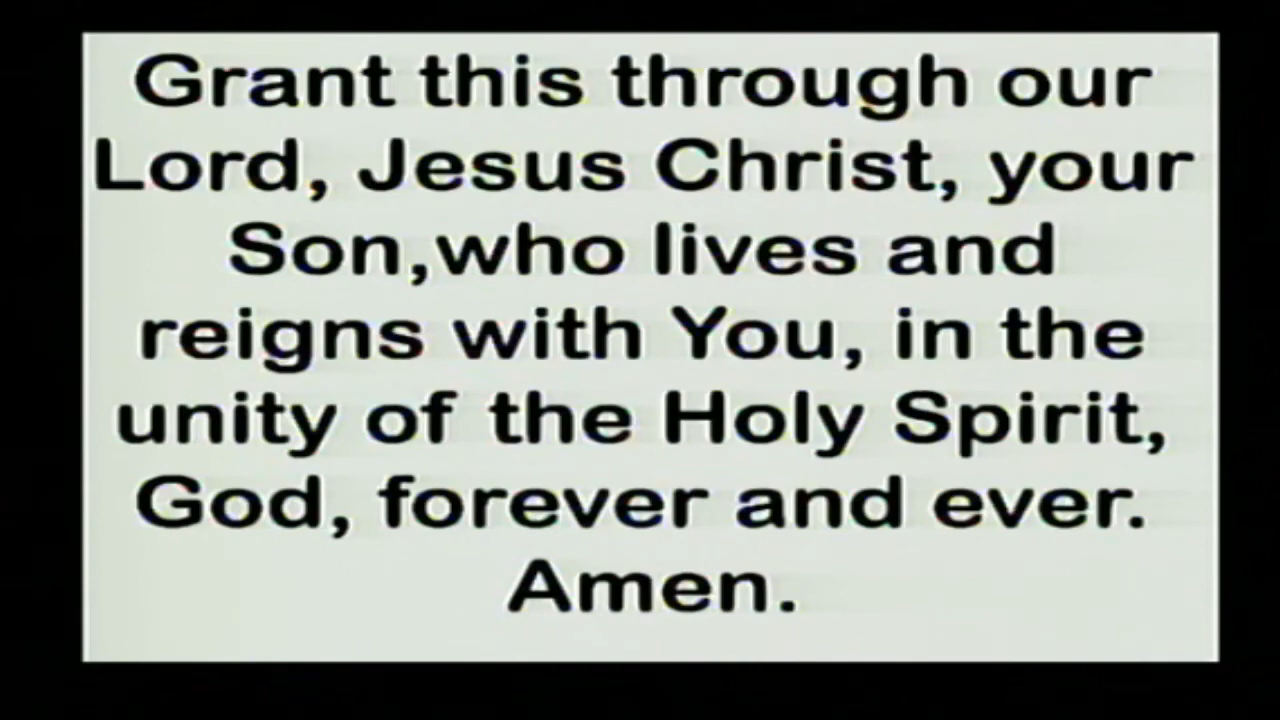 Grant this through our
Lord, Jesus Christ, your
Son,who lives and
reigns with You, in the
unity of the Holy Spirit,
God, forever and ever.
Amen.